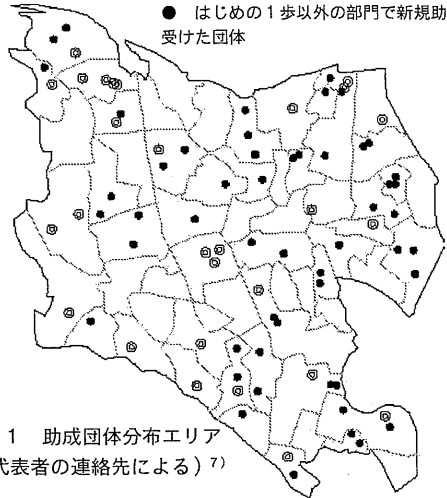 ● はじめの１歩以外の部門で新規助
受けた団体
1 助成団体分布エリア
代表者の連絡先による) 7)